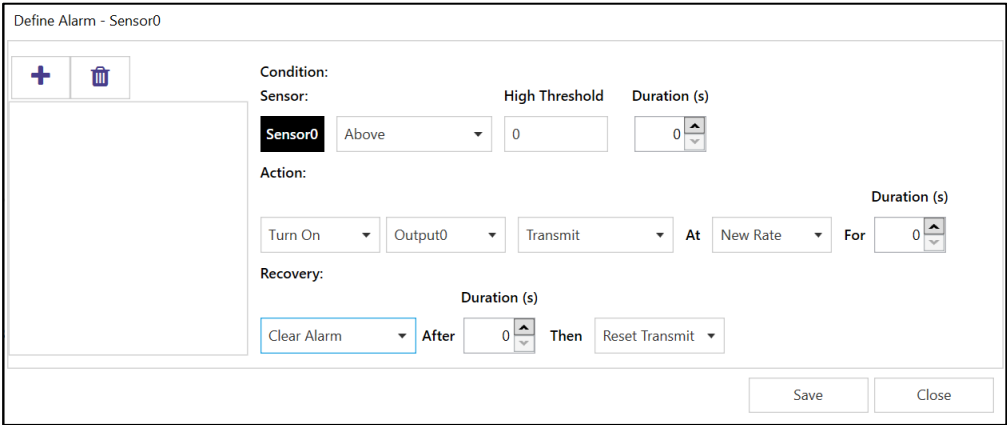 Define Alarm - Sensor0
Condition:
Sensor: High Threshold Duration (s)
Sensor0 Above 0 0
Action:
Duration (s)
Turn On Output0 Transmit At New Rate For 0
Recovery:
Duration (s)
Clear Alarm After 0 Then Reset Transmit
Save Close